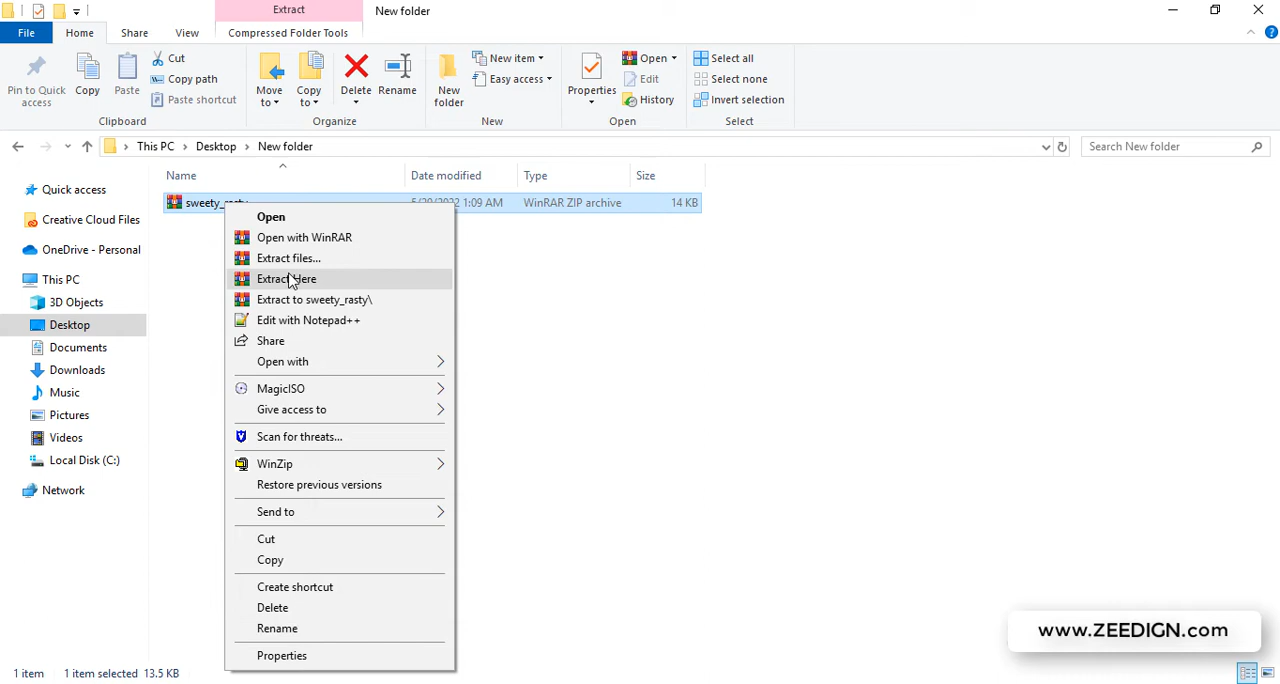 Extract
New folder
File
Home
Share
View
Compressed Folder Tools
Pin to Quick access
Copy
Paste
Cut
Copy path
Paste shortcut
Clipboard
Move to
Copy to
Delete
Rename
Organize
New folder
New item
Easy access
New
Properties
Open
Edit
History
Open
Select all
Select none
Invert selection
Select
This PC
Desktop
New folder
Search New folder
Name
Date modified
Type
Size
1:09 AM
WinRAR ZIP archive
14 KB
Quick access
Creative Cloud Files
OneDrive - Personal
This PC
3D Objects
Desktop
Documents
Downloads
Music
Pictures
Videos
Local Disk (C:)
Network
Open
Open with WinRAR
Extract files...
Extract Here
Extract to sweety_rasty\
Edit with Notepad++
Share
Open with
MagicISO
Give access to
Scan for threats...
WinZip
Restore previous versions
Send to
Cut
Copy
Create shortcut
Delete
Rename
Properties
www.ZEEDIGN.com
1 item
1 item selected 13.5 KB